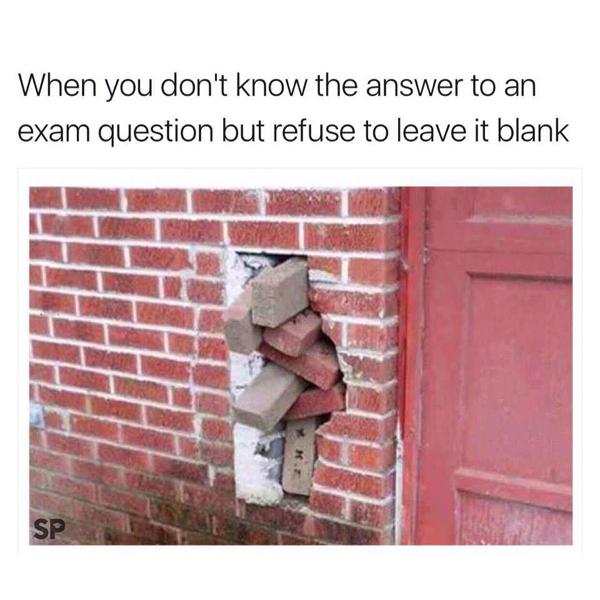 When you don't know the answer to an
exam question but refuse to leave it blank
SP